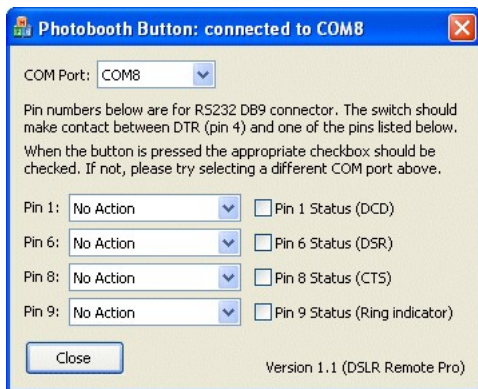 Photobooth Button: connected to COM8
COM Port: COM8
Pin numbers below are for RS232 DB9 connector. The switch should
make contact between DTR (pin 4) and one of the pins listed below.
When the button is pressed the appropriate checkbox should be
checked. If not, please try selecting a different COM port above.
Pin 1: No Action Pin 1 Status (DCD)
Pin 6: No Action Pin 6 Status (DSR)
Pin 8: No Action Pin 8 Status (CTS)
Pin 9: No Action Pin 9 Status (Ring indicator)
Close Version 1.1 (DSLR Remote Pro)